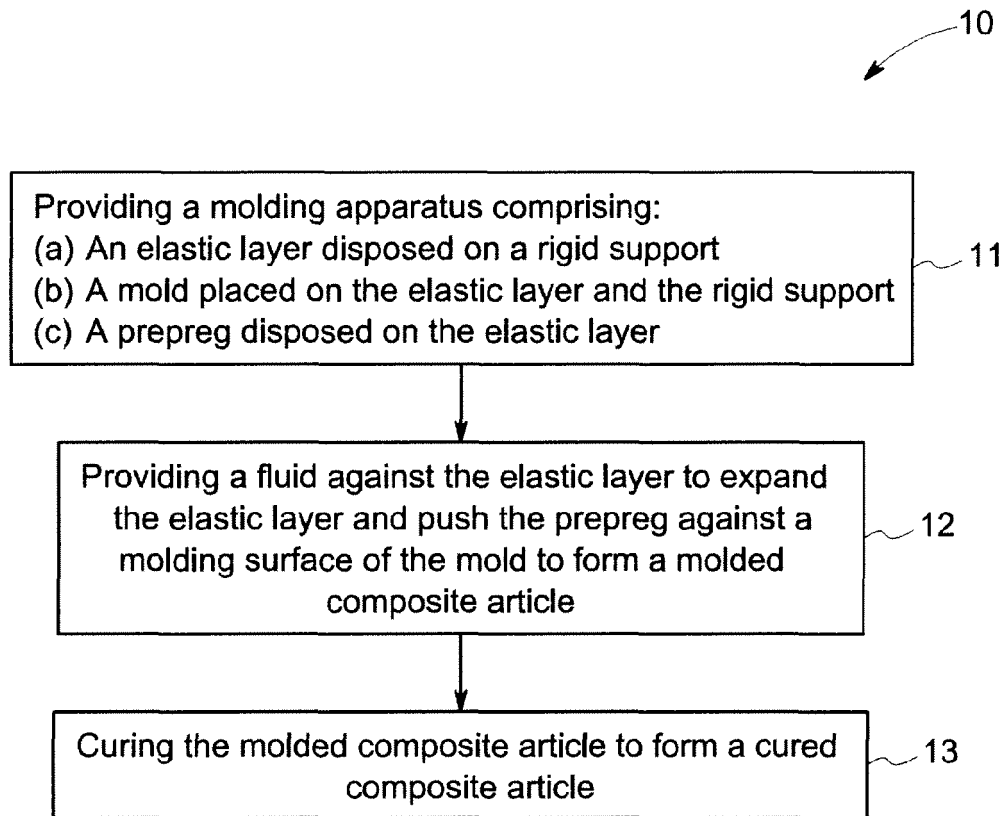 10
Providing a molding apparatus comprising:
(a) An elastic layer disposed on a rigid support
(b) A mold placed on the elastic layer and the rigid support
(c) A prepreg disposed on the elastic layer
11
Providing a fluid against the elastic layer to expand
the elastic layer and push the prepreg against a
molding surface of the mold to form a molded
composite article
12
Curing the molded composite article to form a cured
composite article
13